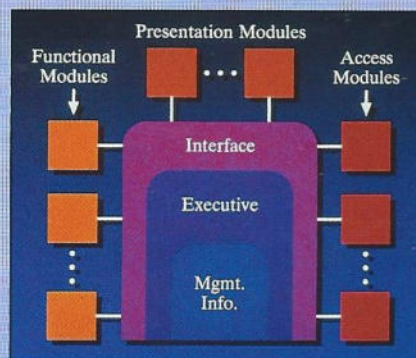 Presentation Modules
Functional
Modules
Access
Modules
Interface
Executive
Mgmt.
Info.